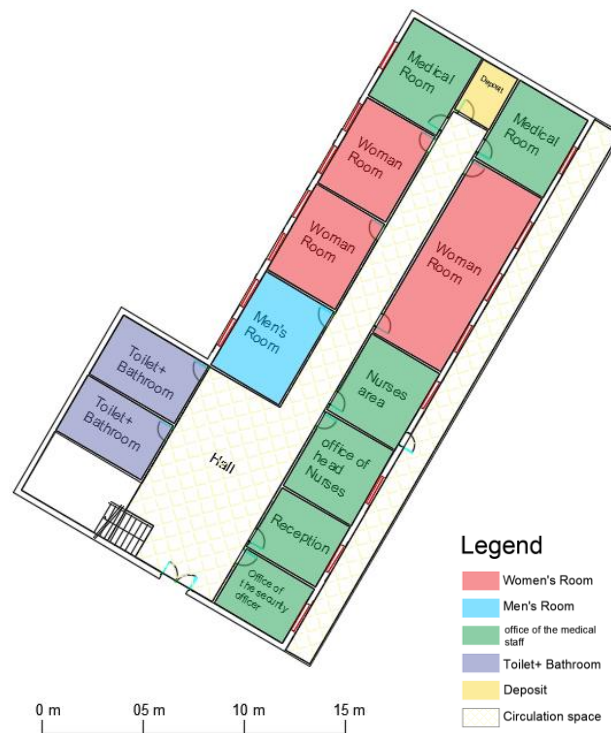 Medical
Room
Deposit
Medical
Room
Woman
Room
Woman
Room
Woman
Room
Men's
Room
Toilet+
Bathroom
Toilet+
Bathroom
Nurses
area
Hall
office of
head
Nurses
Reception
Office of
the security
officer
Legend
Women's Room
Men's Room
office of the medical
staff
Toilet+ Bathroom
Deposit
Circulation space
0 m 05 m 10 m 15 m